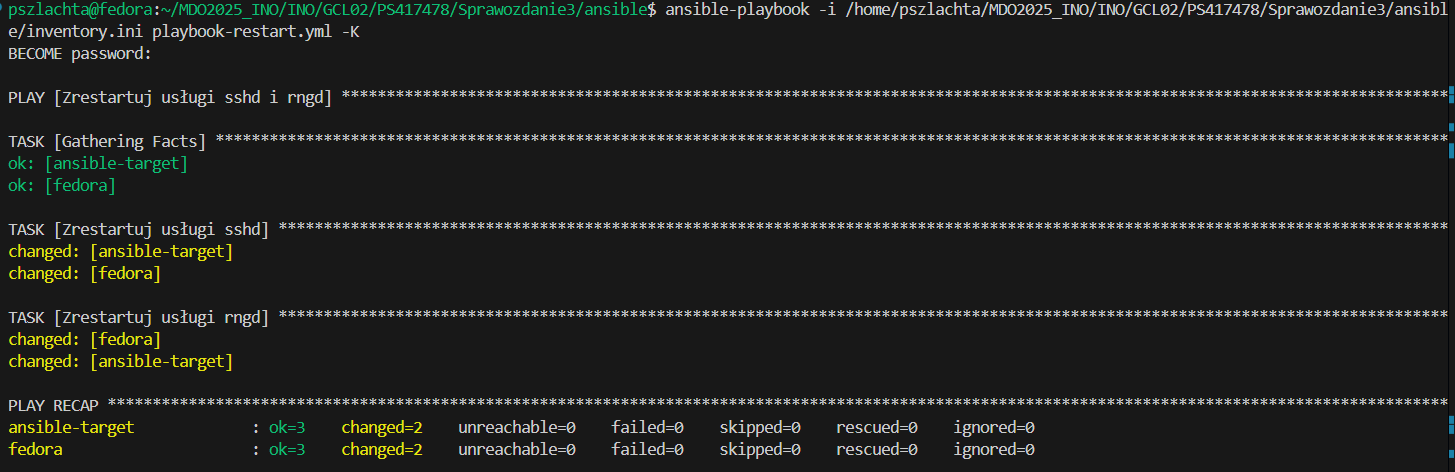 pszlachta@fedora:~/MDO2025_INO/INO/GCL02/PS417478/Sprawozdanie3/ansible$ ansible-playbook -i /home/pszlachta/MDO2025_INO/INO/GCL02/PS417478/Sprawozdanie3/ansibl
e/inventory.ini playbook-restart.yml -K
BECOME password:
PLAY [Zrestartuj usługi sshd i rngd] ***************************************************************************************************************************
TASK [Gathering Facts] *****************************************************************************************************************************************
ok: [ansible-target]
ok: [fedora]
TASK [Zrestartuj usługi sshd] **********************************************************************************************************************************
changed: [ansible-target]
changed: [fedora]
TASK [Zrestartuj usługi rngd] **********************************************************************************************************************************
changed: [fedora]
changed: [ansible-target]
PLAY RECAP *****************************************************************************************************************************************************
ansible-target             : ok=3    changed=2    unreachable=0    failed=0    skipped=0    rescued=0    ignored=0
fedora                     : ok=3    changed=2    unreachable=0    failed=0    skipped=0    rescued=0    ignored=0